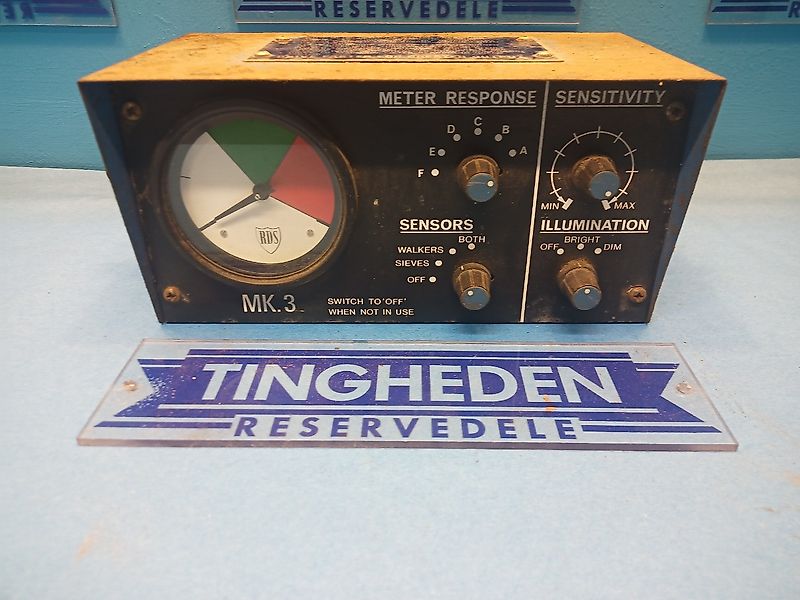 RESERVEDELE
METER RESPONSE
SENSITIVITY
C
D
B
E
A
F
MIN
MAX
SENSORS
ILLUMINATION
BOTH
WALKERS
SIEVES
OFF
BRIGHT
OFF
DIM
RDS
MK.3
SWITCH TO 'OFF'
WHEN NOT IN USE
TINGHEDEN
RESERVEDELE